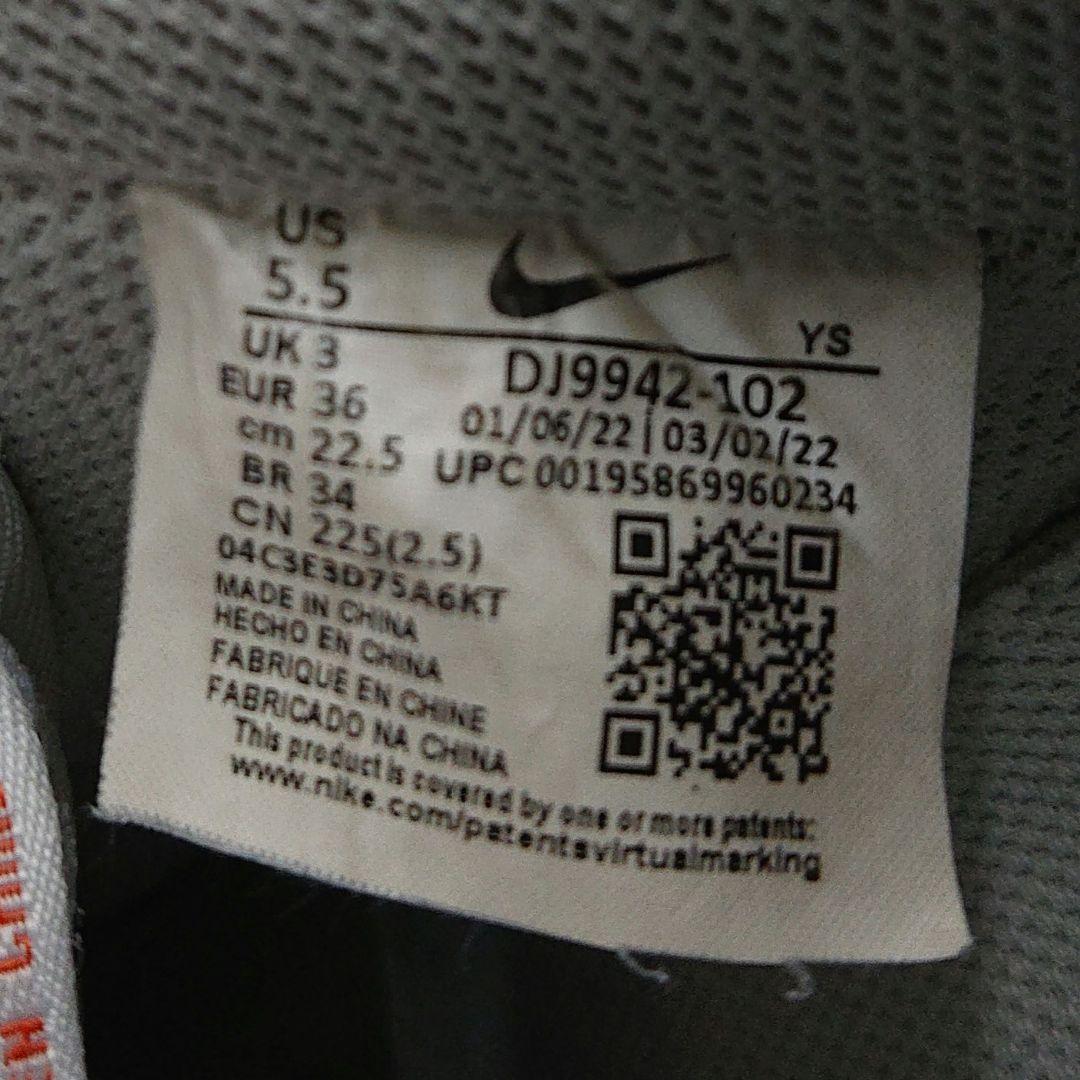 US
5.5
YS
UK 3
EUR 36
cm 22.5
BR 34
CN 225(2.5)
DJ9942-102
01/06/22 | 03/02/22
UPC 00195869960234
04C3E3D75A6KT
MADE IN CHINA
HECHO EN CHINA
FABRIQUE EN CHINE
FABRICADO NA CHINA
This product is covered by one or more patents:
www.nike.com/patentsvirtualmarking